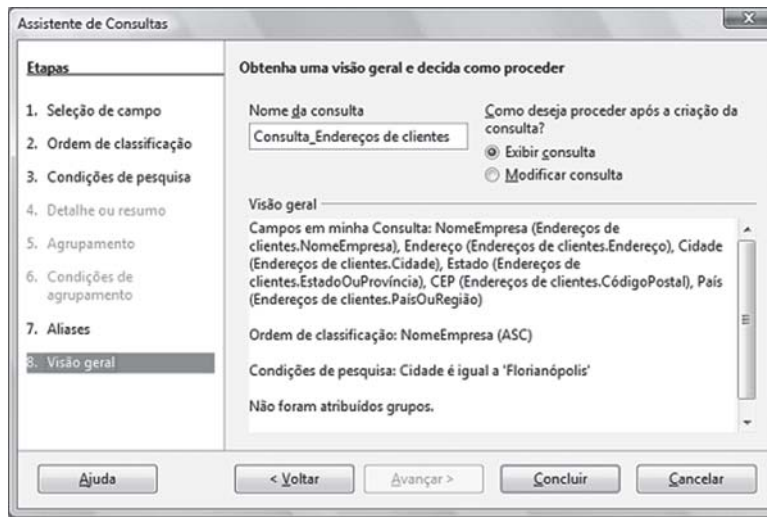 Assistente de Consultas
Etapas
1. Seleção de campo
2. Ordem de classificação
3. Condições de pesquisa
4. Detalhe ou resumo
5. Agrupamento
6. Condições de
agrupamento
7. Aliases
8. Visão geral
Obtenha uma visão geral e decida como proceder
Nome da consulta
Consulta_Endereços de clientes
Como deseja proceder após a criação da
consulta?
Exibir consulta
Modificar consulta
Visão geral
Campos em minha Consulta: NomeEmpresa (Endereços de
clientes.NomeEmpresa), Endereço (Endereços de clientes.Endereço), Cidade
(Endereços de clientes.Cidade), Estado (Endereços de
clientes.EstadoOuProvíncia), CEP (Endereços de clientes.CódigoPostal), País
(Endereços de clientes.PaísOuRegião)
Ordem de classificação: NomeEmpresa (ASC)
Condições de pesquisa: Cidade é igual a 'Florianópolis'
Não foram atribuídos grupos.
Ajuda
< Voltar
Avançar >
Concluir
Cancelar